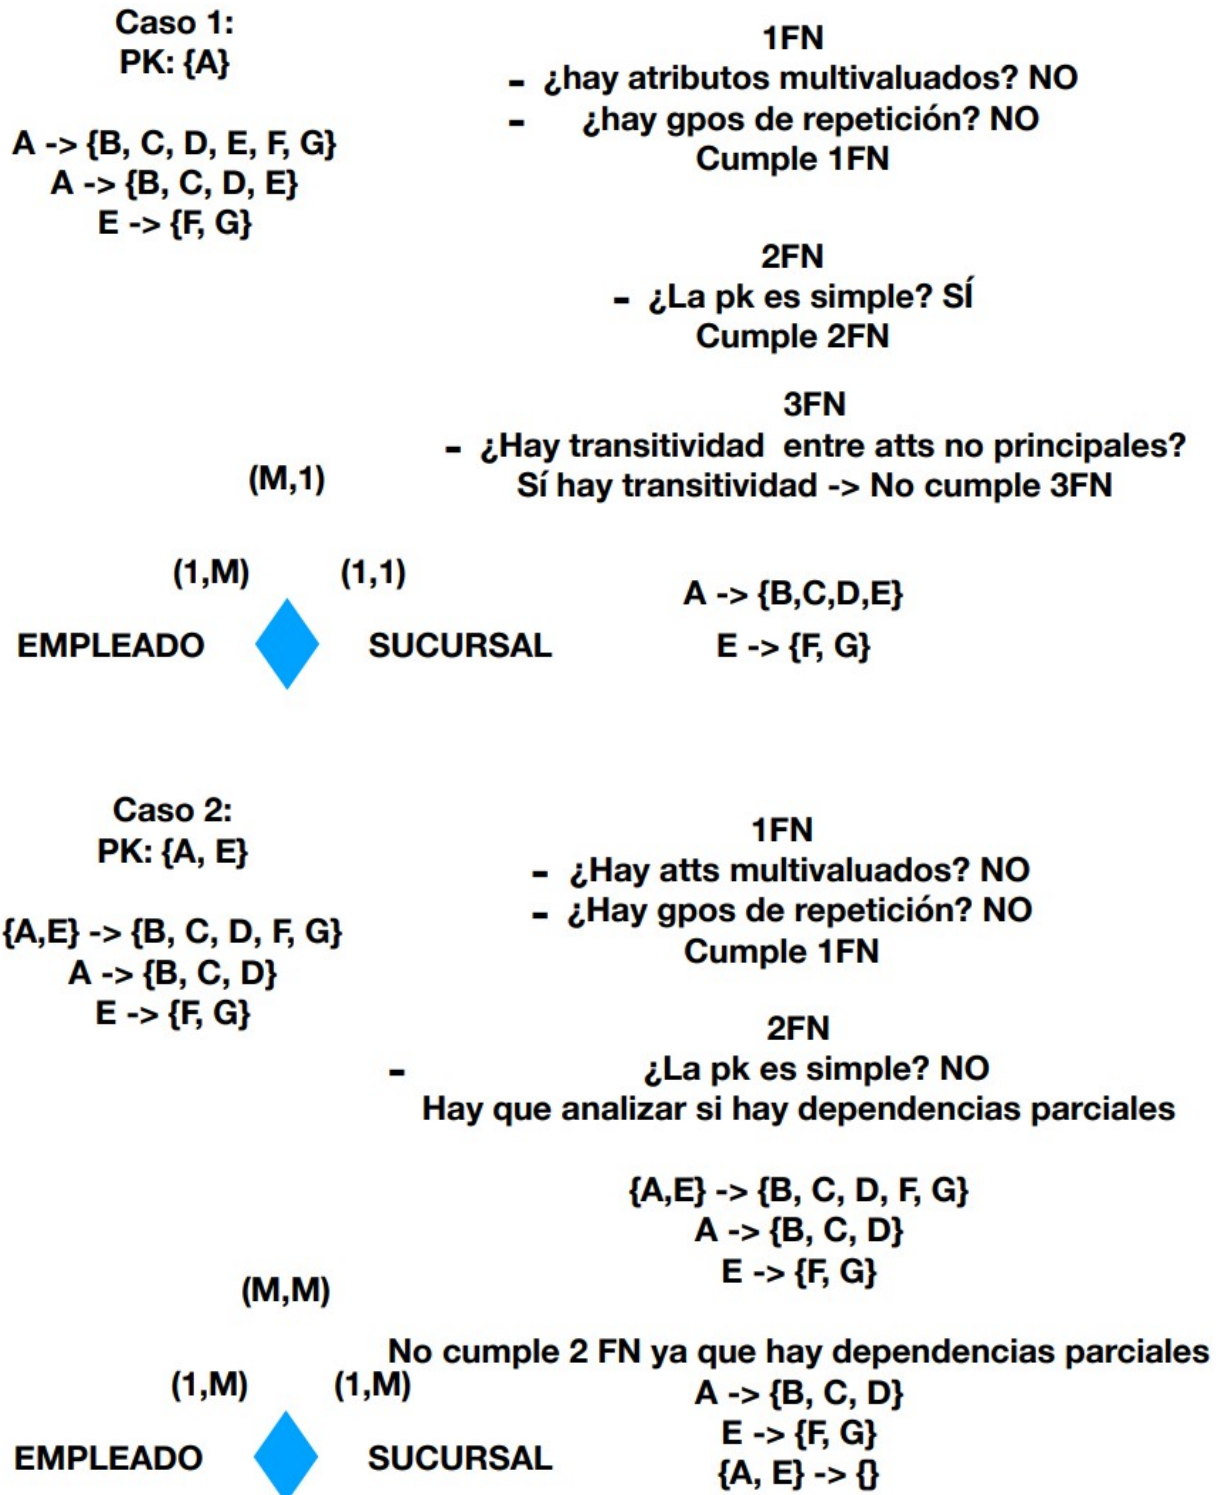 Caso 1:
PK: {A}
A -> {B, C, D, E, F, G}
A -> {B, C, D, E}
E -> {F, G}
1FN
- ¿hay atributos multivaluados? NO
- ¿hay gpos de repetición? NO
Cumple 1FN
2FN
- ¿La pk es simple? SÍ
Cumple 2FN
3FN
- ¿Hay transitividad entre atts no principales?
Sí hay transitividad -> No cumple 3FN
(M,1)
(1,M) (1,1)
EMPLEADO SUCURSAL
A -> {B,C,D,E}
E -> {F, G}
Caso 2:
PK: {A, E}
{A,E} -> {B, C, D, F, G}
A -> {B, C, D}
E -> {F, G}
1FN
- ¿Hay atts multivaluados? NO
- ¿Hay gpos de repetición? NO
Cumple 1FN
2FN
- ¿La pk es simple? NO
Hay que analizar si hay dependencias parciales
{A,E} -> {B, C, D, F, G}
A -> {B, C, D}
E -> {F, G}
(M,M)
(1,M) (1,M)
EMPLEADO SUCURSAL
No cumple 2 FN ya que hay dependencias parciales
A -> {B, C, D}
E -> {F, G}
{A, E} -> {}